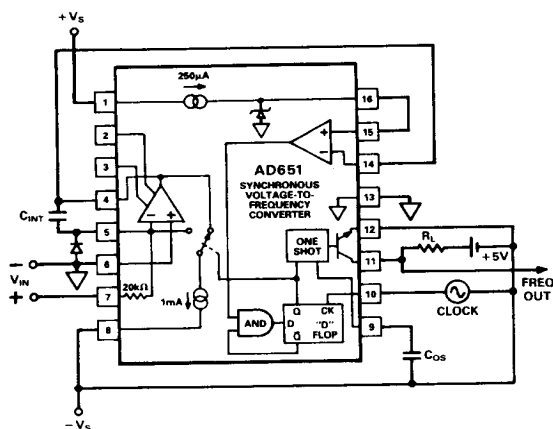 +VS
250μA
1
2
3
4
5
6
7
8
16
15
14
13
12
11
10
9
AD651
SYNCHRONOUS
VOLTAGE-TO-
FREQUENCY
CONVERTER
CINT
−
VIN
+
20kΩ
1mA
− +
+
−
ONE
SHOT
AND
Q CK
D "D"
FLOP
Q̅
RL
+5V
FREQ
OUT
CLOCK
COS
−VS